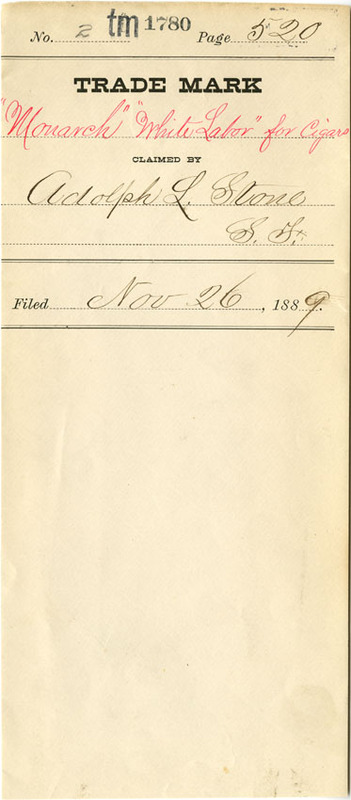 No. 2 tm 1780 Page 520
TRADE MARK
"Monarch" "White Labor" for Cigars
CLAIMED BY
Adolph L. Stone
S. F.
Filed Nov 26, 1889.